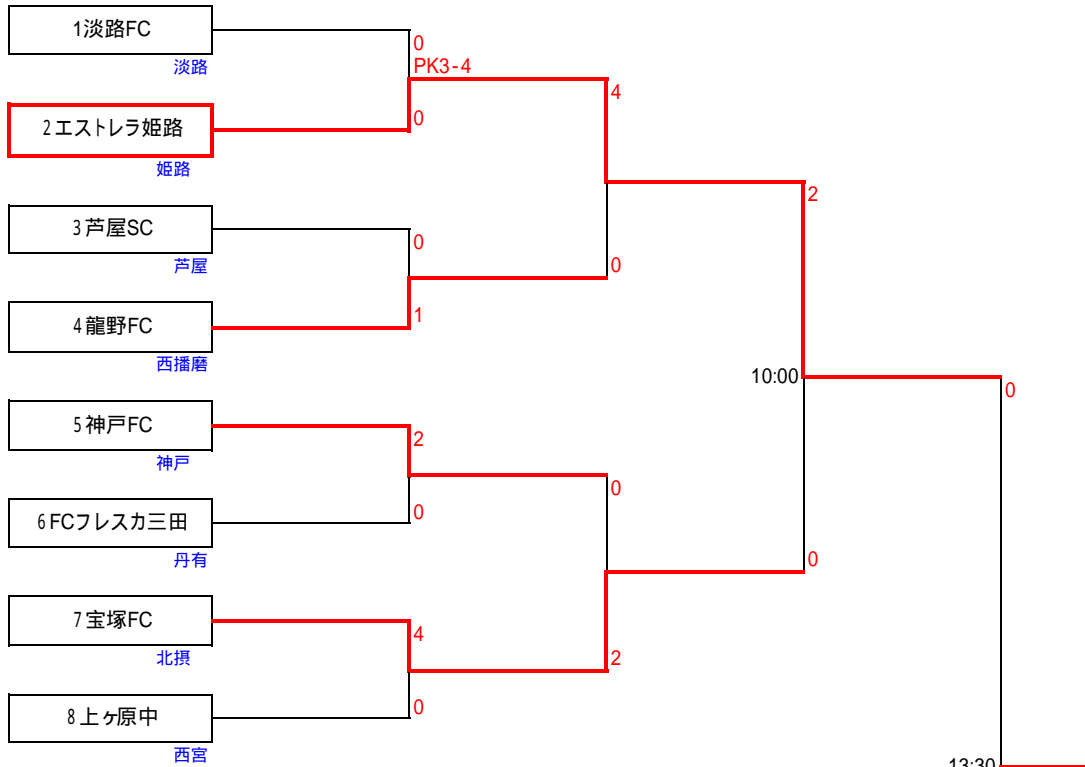 1淡路FC
0
淡路
PK3-4
4
2エストレラ姫路
0
姫路
2
3芦屋SC
0
芦屋
0
4龍野FC
1
西播磨
10:00
0
5神戸FC
2
神戸
0
6FCフレスカ三田
0
丹有
0
7宝塚FC
4
北摂
2
8上ヶ原中
0
西宮
13:30